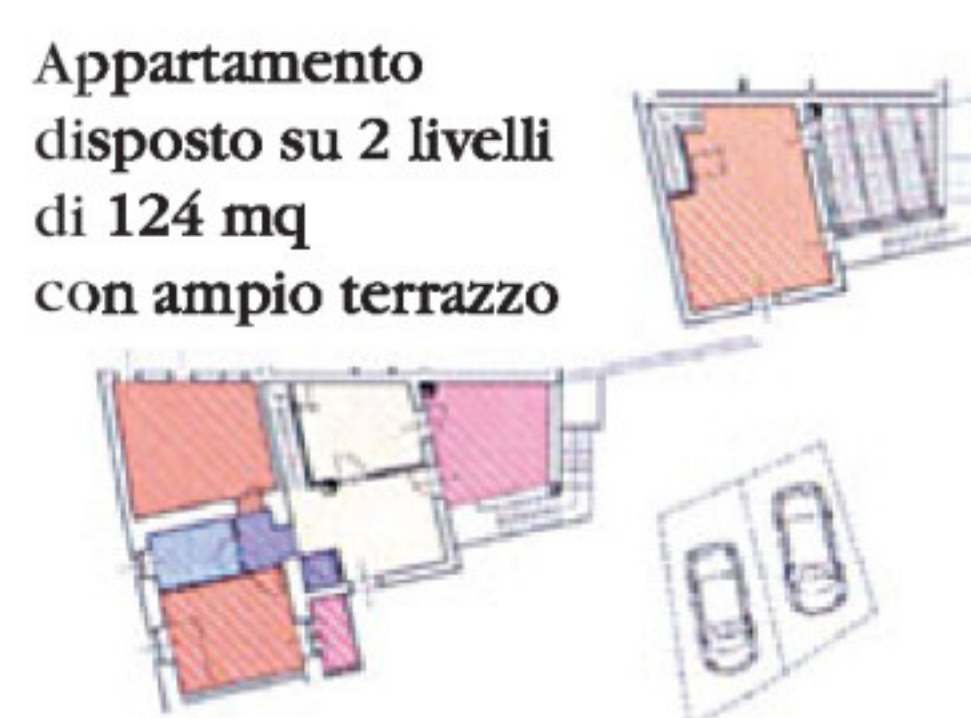 Appartamento
disposto su 2 livelli
di 124 mq
con ampio terrazzo